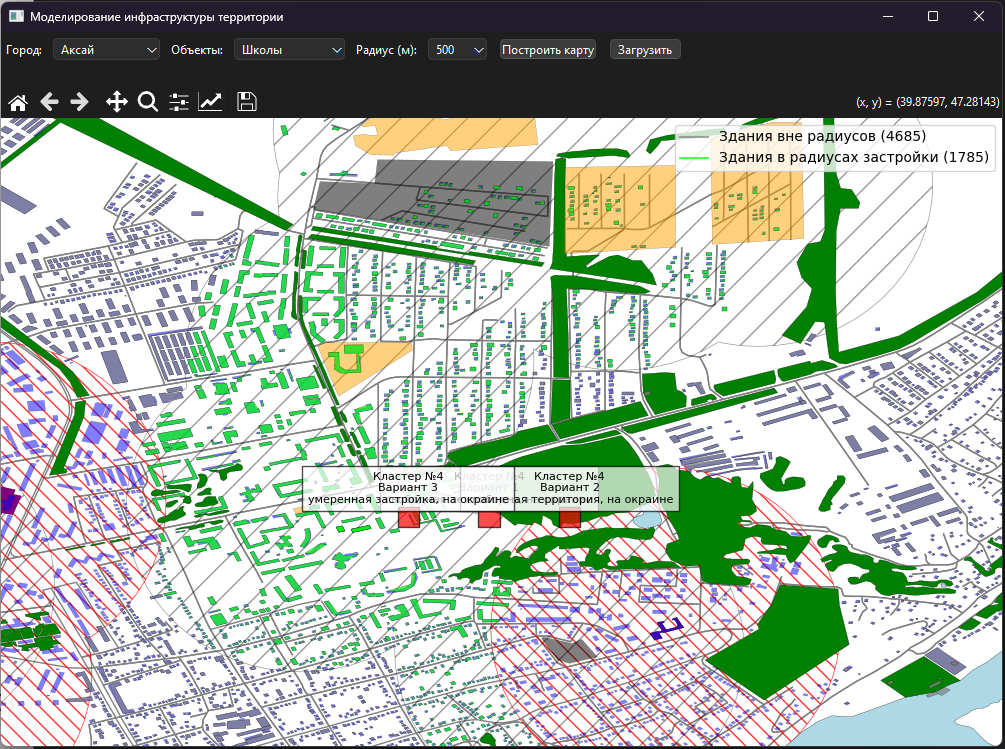 Моделирование инфраструктуры территории
Город: Аксай Объекты: Школы Радиус (м): 500 Построить карту Загрузить
(x, y) = (39.87597, 47.28143)
Здания вне радиусов (4685)
Здания в радиусах застройки (1785)
Кластер №4
Вариант 3
умеренная застройка, на окраине
Кластер №4
Вариант 2
ая территория, на окраине